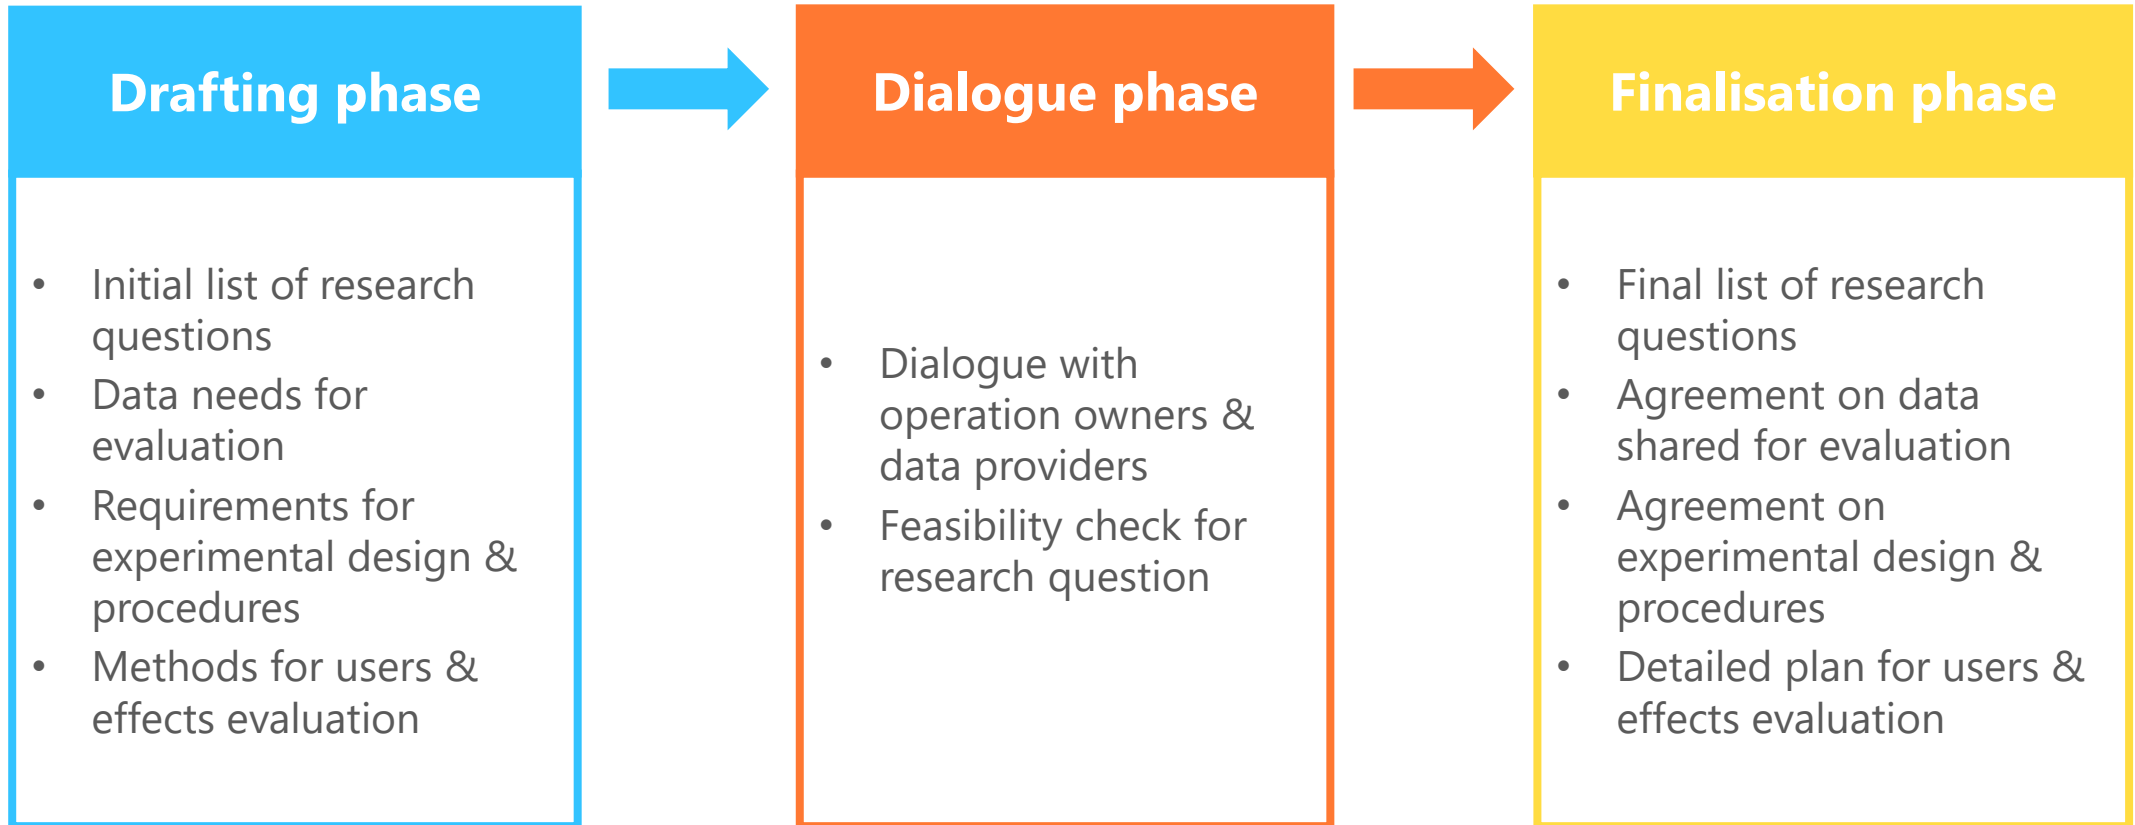 Drafting phase
• Initial list of research
questions
• Data needs for
evaluation
• Requirements for
experimental design &
procedures
• Methods for users &
effects evaluation
Dialogue phase
• Dialogue with
operation owners &
data providers
• Feasibility check for
research question
Finalisation phase
• Final list of research
questions
• Agreement on data
shared for evaluation
• Agreement on
experimental design &
procedures
• Detailed plan for users &
effects evaluation